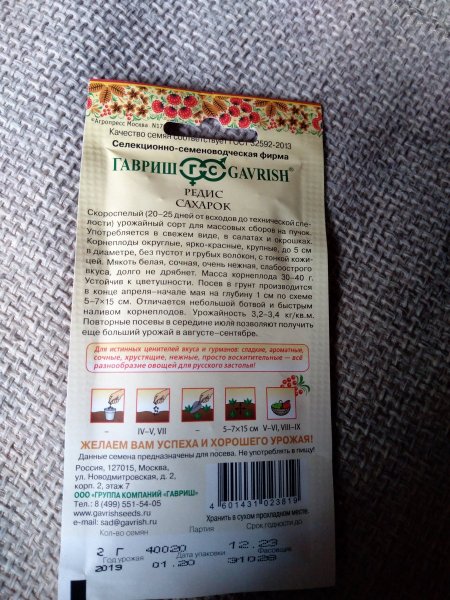 "Агропресс Москва N17
Качество семян соответствует ГОСТ 32592-2013
Селекционно-семеноводческая фирма
ГАВРИШ GAVRISH®
РЕДИС
САХАРОК
Скороспелый (20–25 дней от всходов до технической спе-
лости) урожайный сорт для массовых сборов на пучок.
Употребляется в свежем виде, в салатах и окрошках.
Корнеплоды округлые, ярко-красные, крупные, до 5 см
в диаметре, без пустот и грубых волокон, с тонкой кожи-
цей. Мякоть белая, сочная, очень нежная, слабоострого
вкуса, долго не дрябнет. Масса корнеплода 30–40 г.
Устойчив к цветушности. Посев в грунт производится
в конце апреля–начале мая на глубину 1 см по схеме
5–7×15 см. Отличается небольшой ботвой и быстрым
наливом корнеплодов. Урожайность 3,2–3,4 кг/кв.м.
Повторные посевы в середине июля позволяют получить
еще больший урожай в августе–сентябре.
Для истинных ценителей вкуса и гурманов: сладкие, ароматные,
сочные, хрустящие, нежные, просто восхитительные — всё
разнообразие овощей для русского застолья!
– IV–V, VII – 5–7×15 см V–VI, VIII–IX
ЖЕЛАЕМ ВАМ УСПЕХА И ХОРОШЕГО УРОЖАЯ!
Данные семена предназначены для посева. Не употреблять в пищу!
Россия, 127015, Москва,
ул. Новодмитровская, д. 2,
корп. 2, этаж 7
ООО «ГРУППА КОМПАНИЙ «ГАВРИШ»
Тел.: 8 (499) 551-54-05
www.gavrishseeds.ru
e-mail: sad@gavrish.ru
4 601431 023819
Хранить в сухом прохладном месте.
Кол-во семян Партия Срок годности до
2 Г 40020 12.23
Год урожая Дата упаковки Фасовщик
2019 01.20 31026